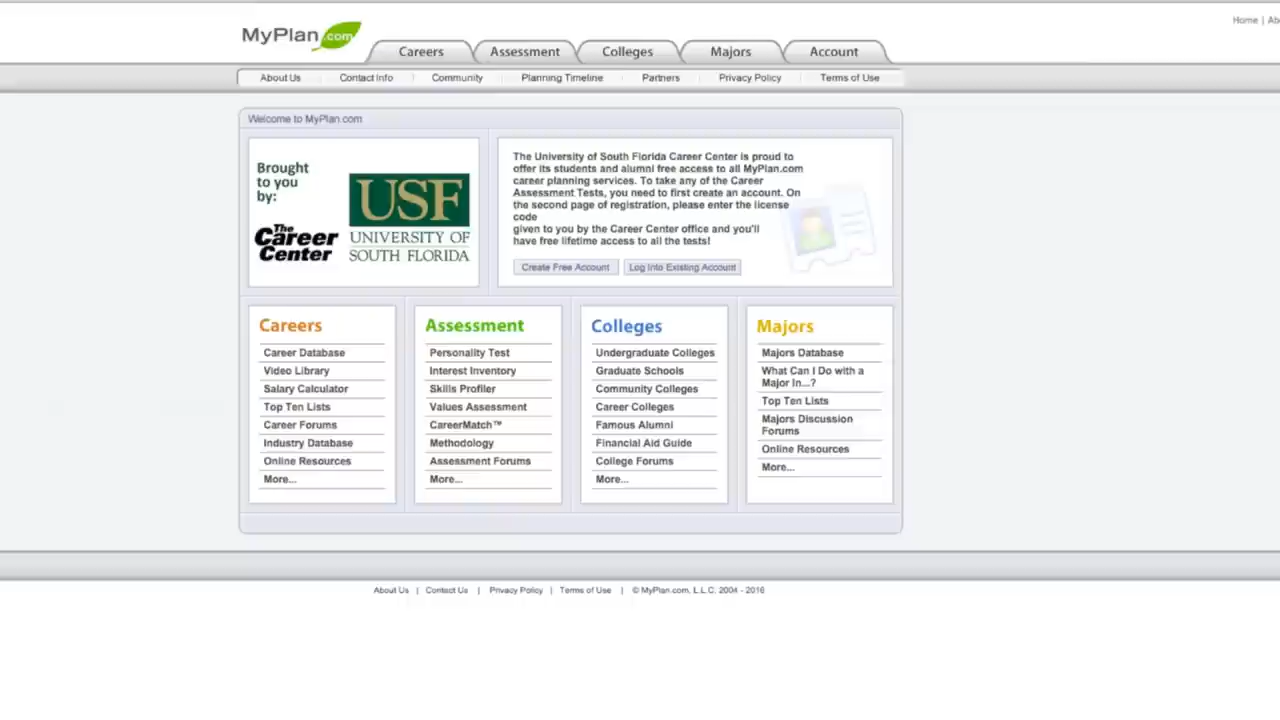 Home | Ab
MyPlan.com
Careers Assessment Colleges Majors Account
About Us Contact Info Community Planning Timeline Partners Privacy Policy Terms of Use
Welcome to MyPlan.com
Brought
to you
by:
The
Career
Center
USF
UNIVERSITY OF
SOUTH FLORIDA
The University of South Florida Career Center is proud to
offer its students and alumni free access to all MyPlan.com
career planning services. To take any of the Career
Assessment Tests, you need to first create an account. On
the second page of registration, please enter the license
code
given to you by the Career Center office and you'll
have free lifetime access to all the tests!
Create Free Account Log Into Existing Account
Careers
Career Database
Video Library
Salary Calculator
Top Ten Lists
Career Forums
Industry Database
Online Resources
More...
Assessment
Personality Test
Interest Inventory
Skills Profiler
Values Assessment
CareerMatch™
Methodology
Assessment Forums
More...
Colleges
Undergraduate Colleges
Graduate Schools
Community Colleges
Career Colleges
Famous Alumni
Financial Aid Guide
College Forums
More...
Majors
Majors Database
What Can I Do with a
Major In...?
Top Ten Lists
Majors Discussion
Forums
Online Resources
More...
About Us | Contact Us | Privacy Policy | Terms of Use | © MyPlan.com, L.L.C. 2004 - 2016